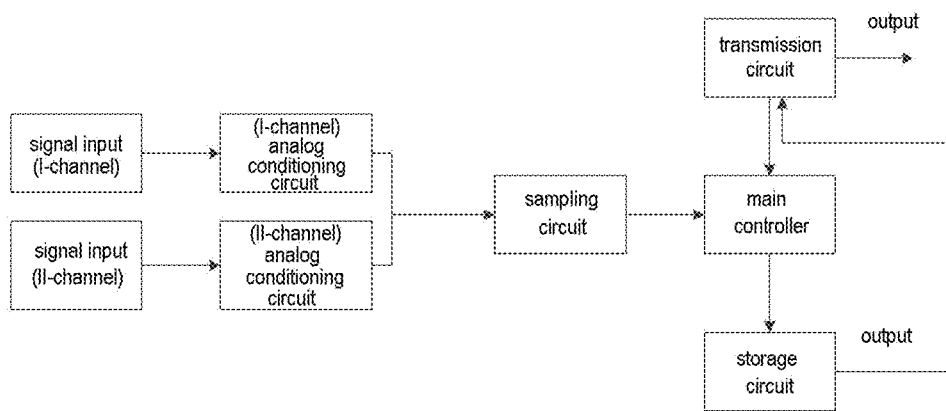 signal input
(I-channel)
(I-channel)
analog
conditioning
circuit
signal input
(II-channel)
(II-channel)
analog
conditioning
circuit
sampling
circuit
main
controller
transmission
circuit
output
storage
circuit
output